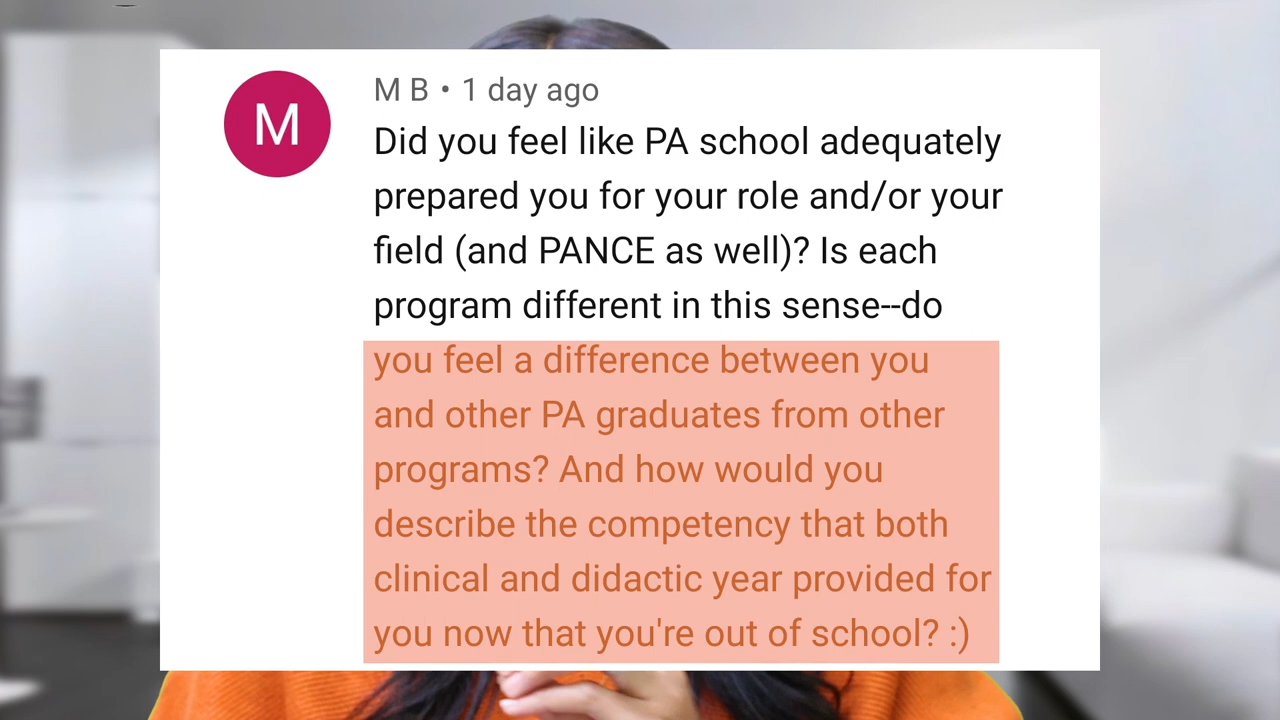 M
M B • 1 day ago
Did you feel like PA school adequately
prepared you for your role and/or your
field (and PANCE as well)? Is each
program different in this sense--do
you feel a difference between you
and other PA graduates from other
programs? And how would you
describe the competency that both
clinical and didactic year provided for
you now that you're out of school? :)